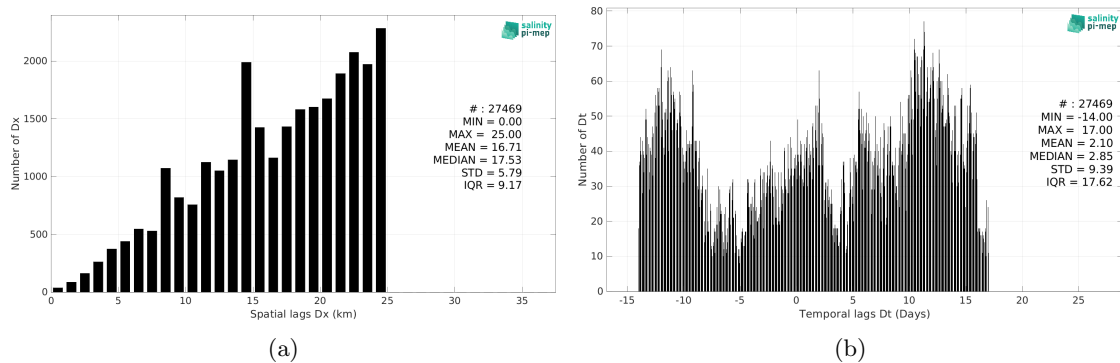 salinity
pi-mep
2000
1500
1000
500
0
Number of Dx
# : 27469
MIN = 0.00
MAX = 25.00
MEAN = 16.71
MEDIAN = 17.53
STD = 5.79
IQR = 9.17
0 5 10 15 20 25 30 35
Spatial lags Dx (km)
(a)
salinity
pi-mep
80
70
60
50
40
30
20
10
0
Number of Dt
# : 27469
MIN = -14.00
MAX = 17.00
MEAN = 2.10
MEDIAN = 2.85
STD = 9.39
IQR = 17.62
-15 -10 -5 0 5 10 15 20 25
Temporal lags Dt (Days)
(b)